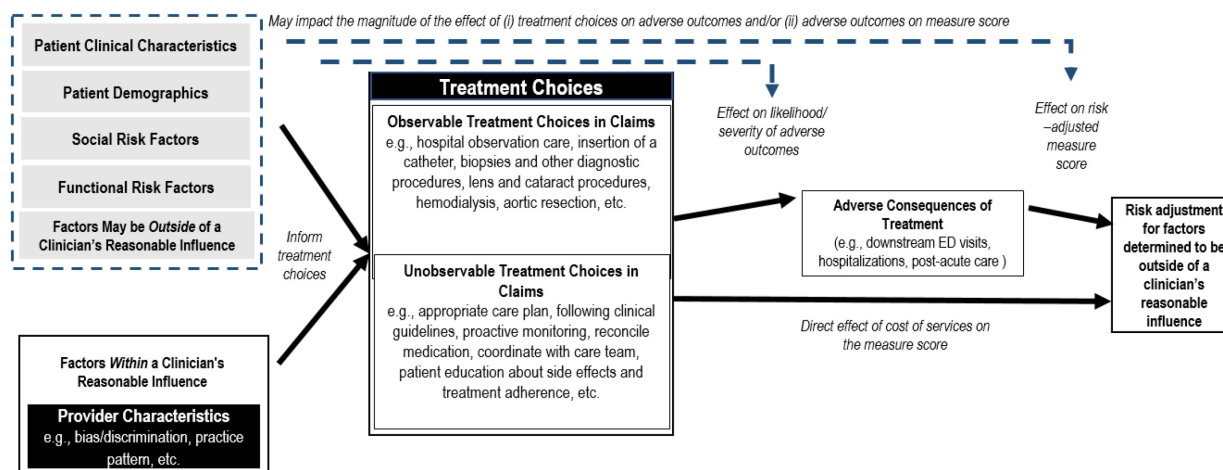 May impact the magnitude of the effect of (i) treatment choices on adverse outcomes and/or (ii) adverse outcomes on measure score
Patient Clinical Characteristics
Patient Demographics
Social Risk Factors
Functional Risk Factors
Factors May be Outside of a
Clinician's Reasonable Influence
Inform
treatment
choices
Factors Within a Clinician's
Reasonable Influence
Provider Characteristics
e.g., bias/discrimination, practice
pattern, etc.
Treatment Choices
Observable Treatment Choices in Claims
e.g., hospital observation care, insertion of a
catheter, biopsies and other diagnostic
procedures, lens and cataract procedures,
hemodialysis, aortic resection, etc.
Unobservable Treatment Choices in
Claims
e.g., appropriate care plan, following clinical
guidelines, proactive monitoring, reconcile
medication, coordinate with care team,
patient education about side effects and
treatment adherence, etc.
Effect on likelihood/
severity of adverse
outcomes
Adverse Consequences of
Treatment
(e.g., downstream ED visits,
hospitalizations, post-acute care )
Direct effect of cost of services on
the measure score
Effect on risk
–adjusted
measure
score
Risk adjustment
for factors
determined to be
outside of a
clinician's
reasonable
influence